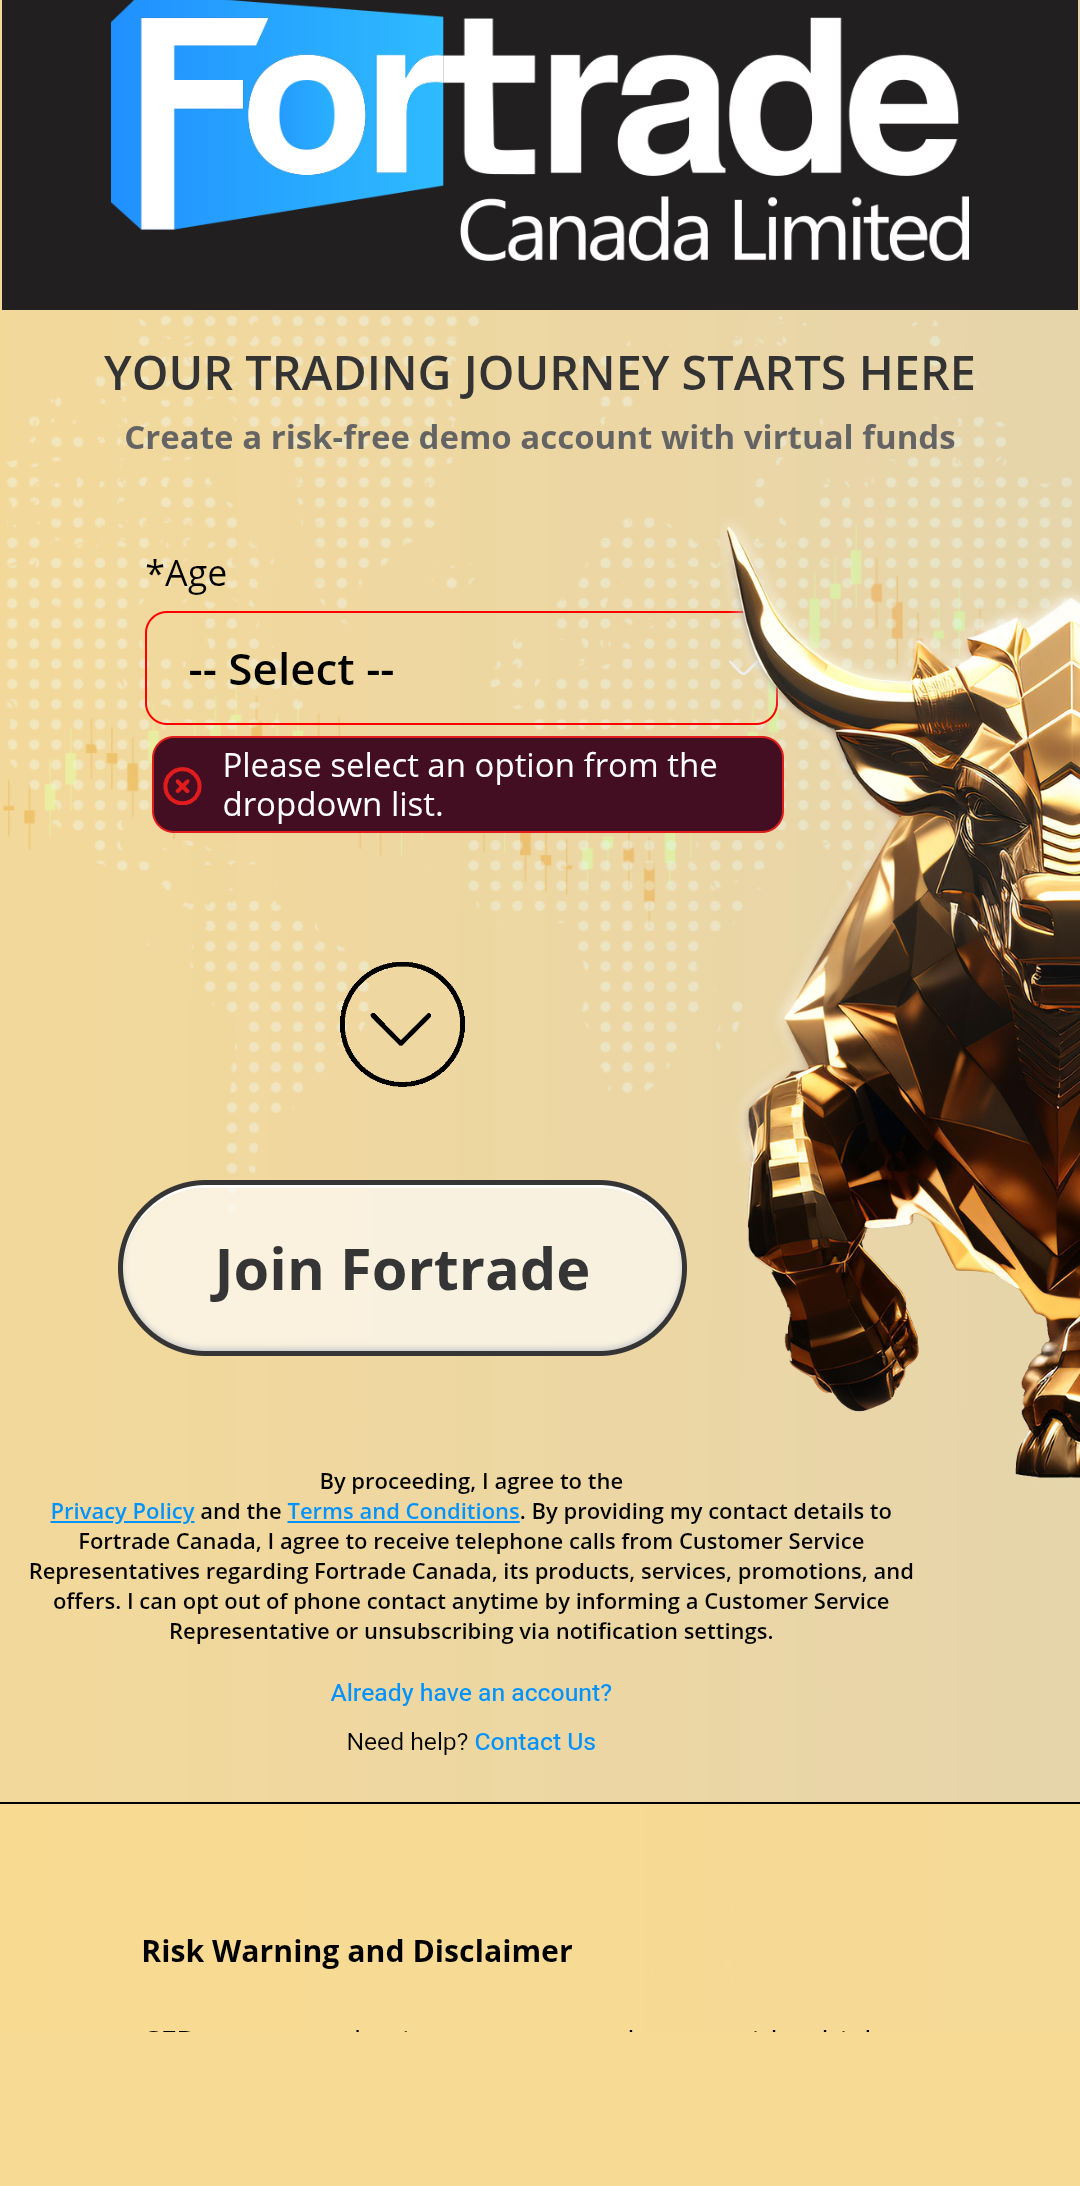 Fortrade
Canada Limited
YOUR TRADING JOURNEY STARTS HERE
Create a risk-free demo account with virtual funds
*Age
-- Select --
Please select an option from the
dropdown list.
Join Fortrade
By proceeding, I agree to the
Privacy Policy and the Terms and Conditions. By providing my contact details to
Fortrade Canada, I agree to receive telephone calls from Customer Service
Representatives regarding Fortrade Canada, its products, services, promotions, and
offers. I can opt out of phone contact anytime by informing a Customer Service
Representative or unsubscribing via notification settings.
Already have an account?
Need help? Contact Us
Risk Warning and Disclaimer